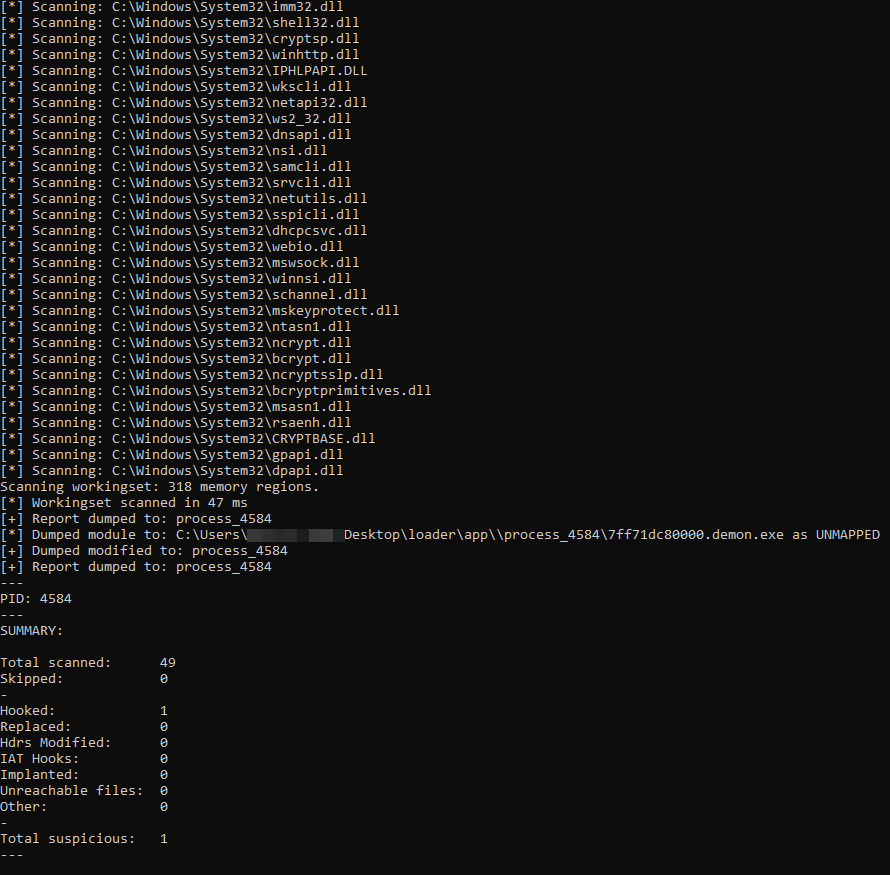 [*] Scanning: C:\Windows\System32\imm32.dll
[*] Scanning: C:\Windows\System32\shell32.dll
[*] Scanning: C:\Windows\System32\cryptsp.dll
[*] Scanning: C:\Windows\System32\winhttp.dll
[*] Scanning: C:\Windows\System32\IPHLPAPI.DLL
[*] Scanning: C:\Windows\System32\wkscli.dll
[*] Scanning: C:\Windows\System32\netapi32.dll
[*] Scanning: C:\Windows\System32\ws2_32.dll
[*] Scanning: C:\Windows\System32\dnsapi.dll
[*] Scanning: C:\Windows\System32\nsi.dll
[*] Scanning: C:\Windows\System32\samcli.dll
[*] Scanning: C:\Windows\System32\srvcli.dll
[*] Scanning: C:\Windows\System32\netutils.dll
[*] Scanning: C:\Windows\System32\sspicli.dll
[*] Scanning: C:\Windows\System32\dhcpcsvc.dll
[*] Scanning: C:\Windows\System32\webio.dll
[*] Scanning: C:\Windows\System32\mswsock.dll
[*] Scanning: C:\Windows\System32\winnsi.dll
[*] Scanning: C:\Windows\System32\schannel.dll
[*] Scanning: C:\Windows\System32\mskeyprotect.dll
[*] Scanning: C:\Windows\System32\ntasn1.dll
[*] Scanning: C:\Windows\System32\ncrypt.dll
[*] Scanning: C:\Windows\System32\bcrypt.dll
[*] Scanning: C:\Windows\System32\ncryptsslp.dll
[*] Scanning: C:\Windows\System32\bcryptprimitives.dll
[*] Scanning: C:\Windows\System32\msasn1.dll
[*] Scanning: C:\Windows\System32\rsaenh.dll
[*] Scanning: C:\Windows\System32\CRYPTBASE.dll
[*] Scanning: C:\Windows\System32\gpapi.dll
[*] Scanning: C:\Windows\System32\dpapi.dll
Scanning workingset: 318 memory regions.
[*] Workingset scanned in 47 ms
[+] Report dumped to: process_4584
[*] Dumped module to: C:\Users\ Desktop\loader\app\\process_4584\7ff71dc80000.demon.exe as UNMAPPED
[+] Dumped modified to: process_4584
[+] Report dumped to: process_4584
---
PID: 4584
---
SUMMARY:
Total scanned: 49
Skipped: 0
-
Hooked: 1
Replaced: 0
Hdrs Modified: 0
IAT Hooks: 0
Implanted: 0
Unreachable files: 0
Other: 0
-
Total suspicious: 1
---